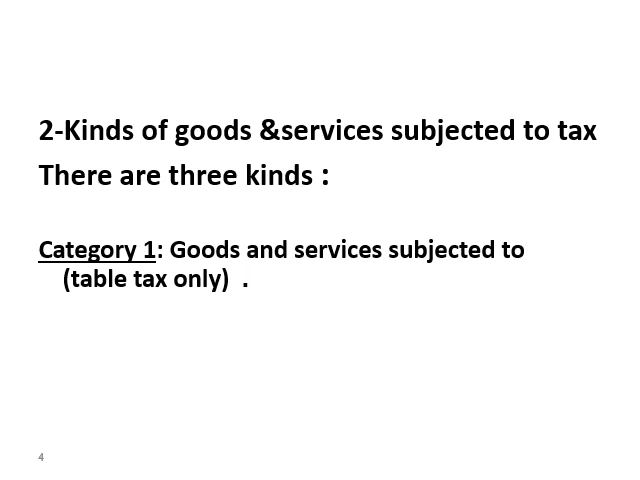 2-Kinds of goods &services subjected to tax
There are three kinds :
Category 1: Goods and services subjected to
(table tax only)  .
4